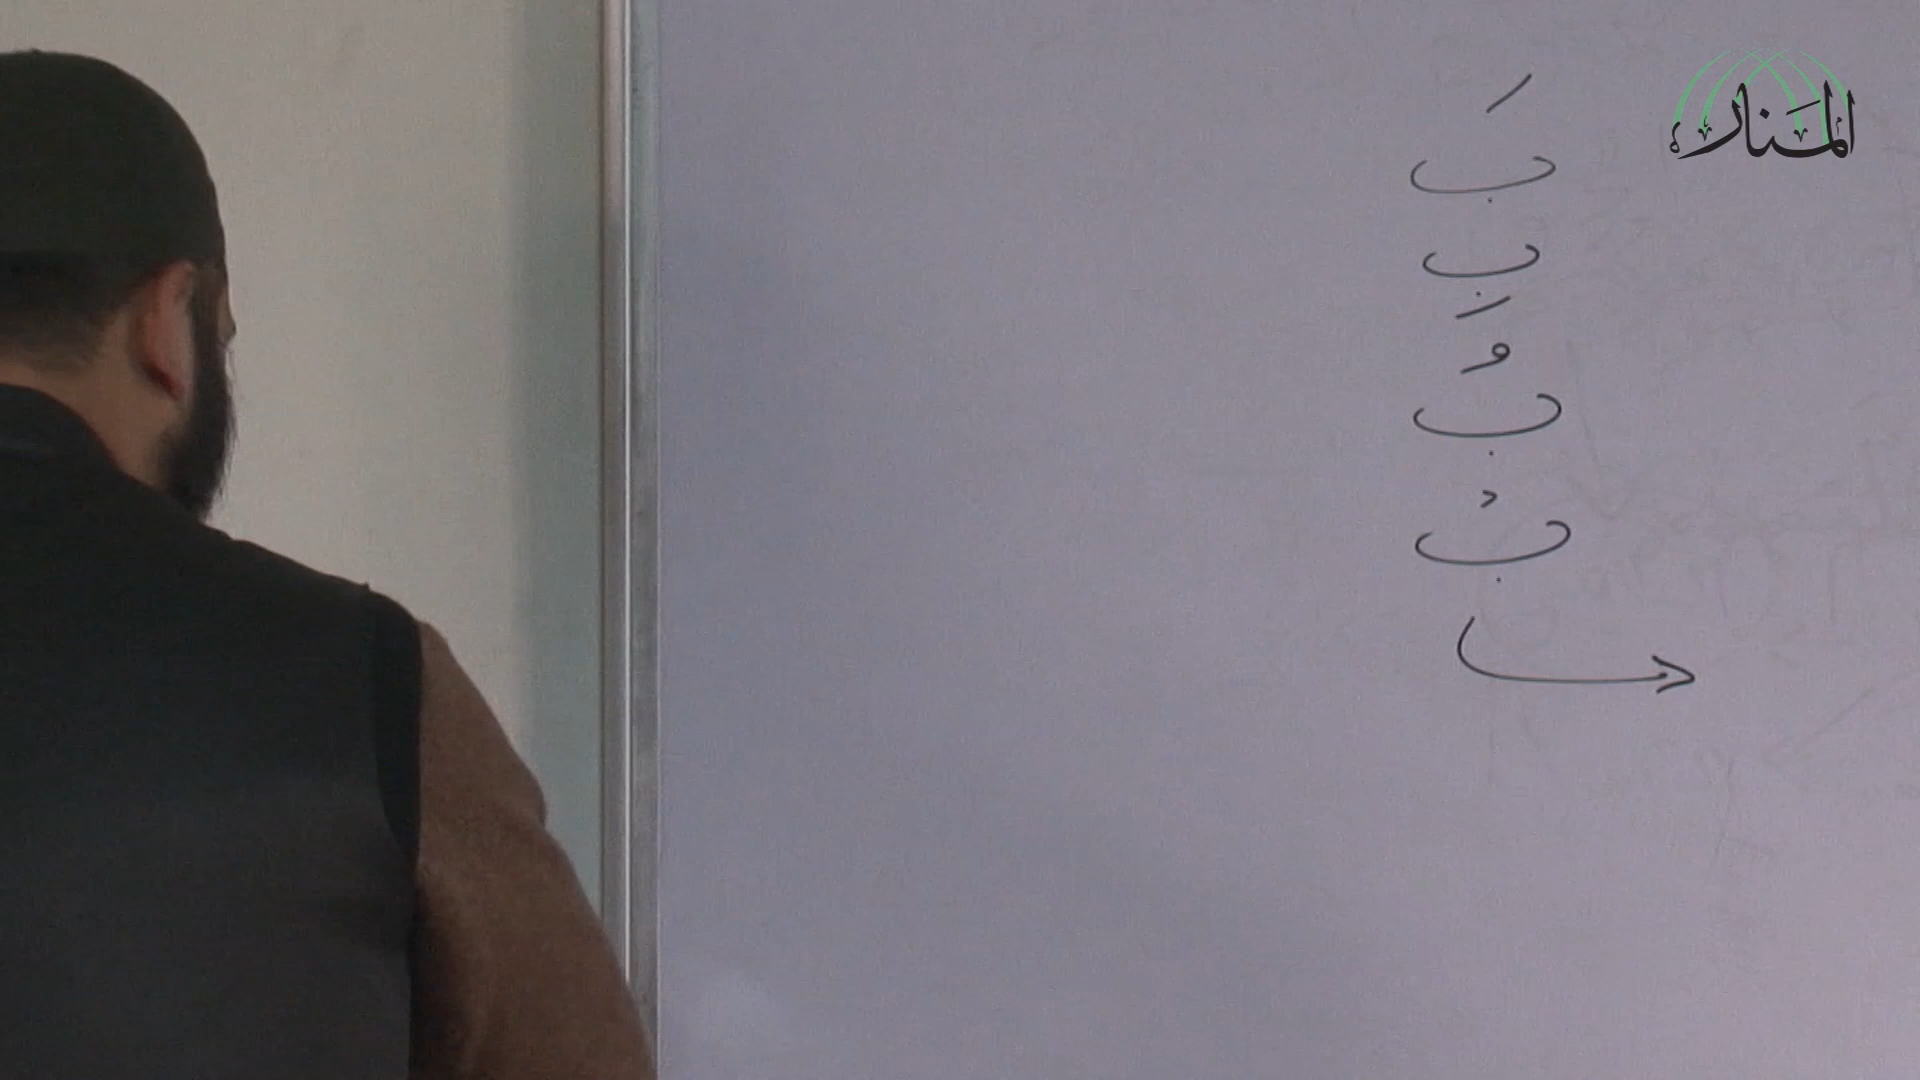 المنار
بَ
بِ
بُ
بْ